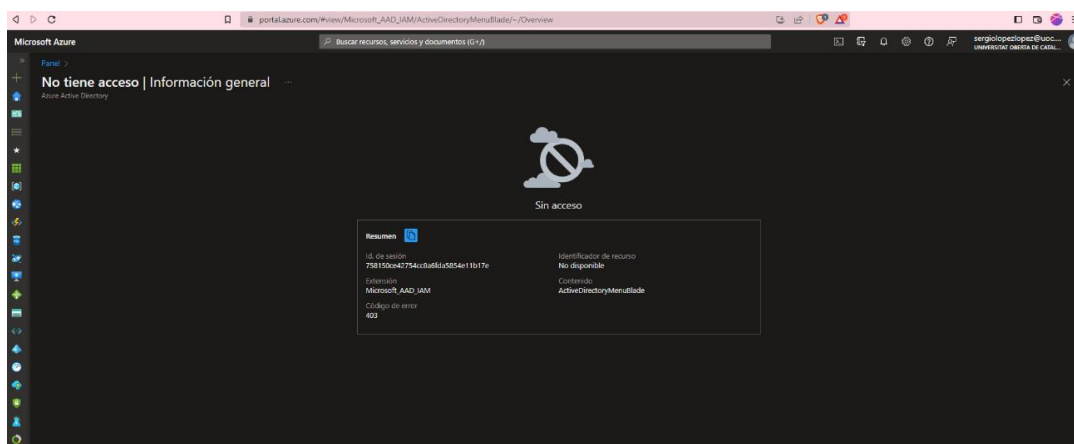 portal.azure.com/#view/Microsoft_AAD_IAM/ActiveDirectoryMenuBlade/~/Overview
Microsoft Azure
Buscar recursos, servicios y documentos (G+/)
sergiolopezlopez@uoc....
UNIVERSITAT OBERTA DE CATAL...
Panel >
No tiene acceso | Información general ...
Azure Active Directory
Sin acceso
Resumen
Id. de sesión
Identificador de recurso
No disponible
Extensión
Microsoft_AAD_IAM
Contenido
ActiveDirectoryMenuBlade
Código de error
403